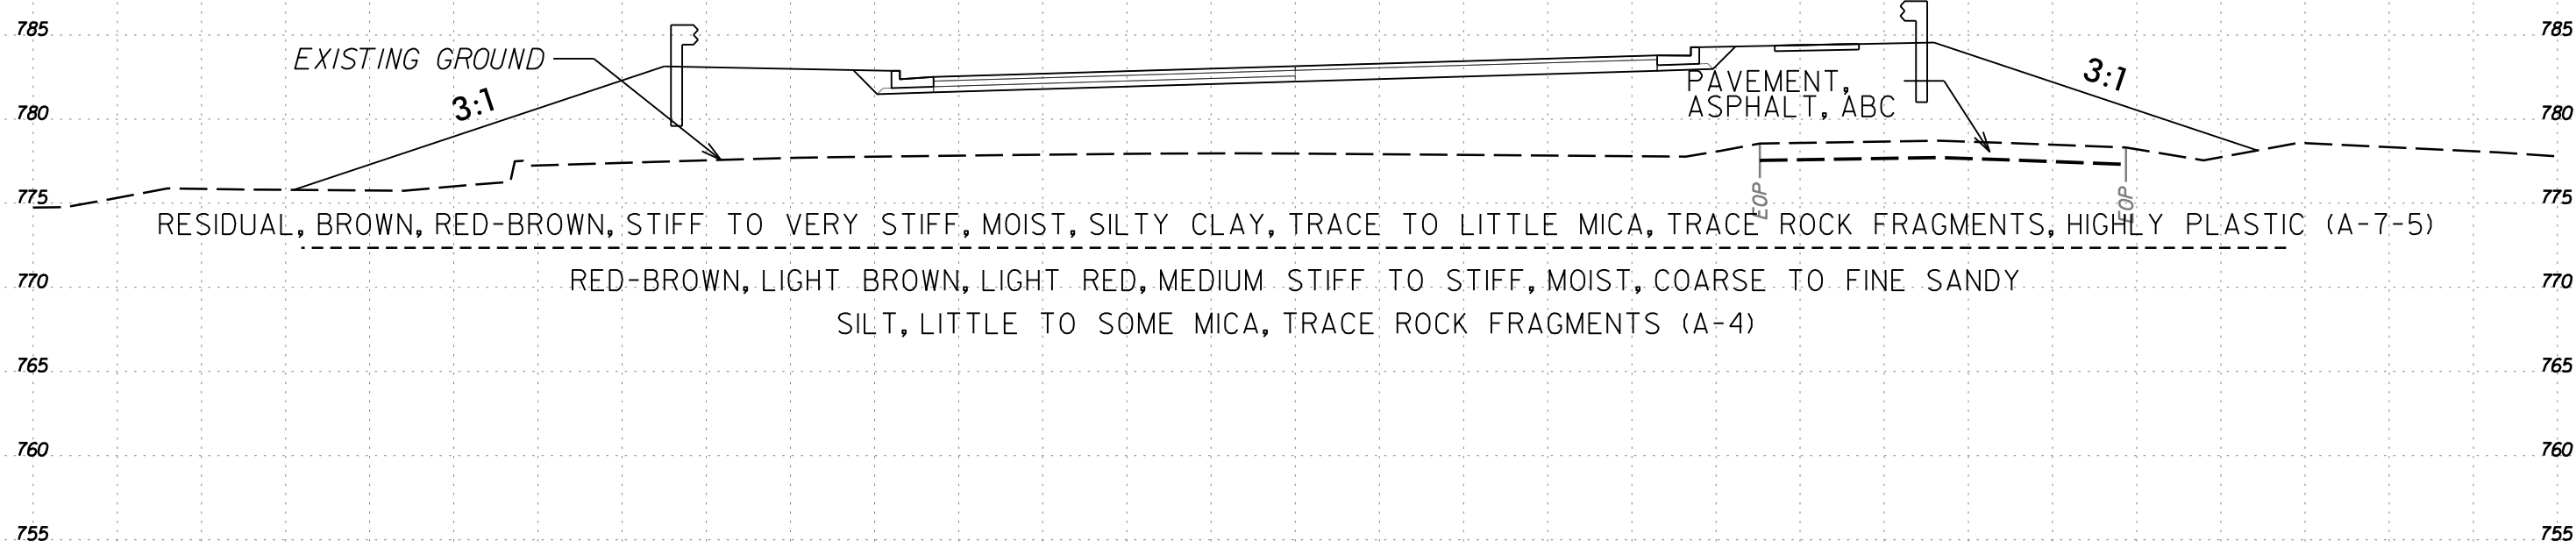 785
785
EXISTING GROUND
3:1
3:1
PAVEMENT,
ASPHALT, ABC
780
780
775
775
EOP
EOP
RESIDUAL, BROWN, RED-BROWN, STIFF TO VERY STIFF, MOIST, SILTY CLAY, TRACE TO LITTLE MICA, TRACE ROCK FRAGMENTS, HIGHLY PLASTIC (A-7-5)
770
770
RED-BROWN, LIGHT BROWN, LIGHT RED, MEDIUM STIFF TO STIFF, MOIST, COARSE TO FINE SANDY
SILT, LITTLE TO SOME MICA, TRACE ROCK FRAGMENTS (A-4)
765
765
760
760
755
755